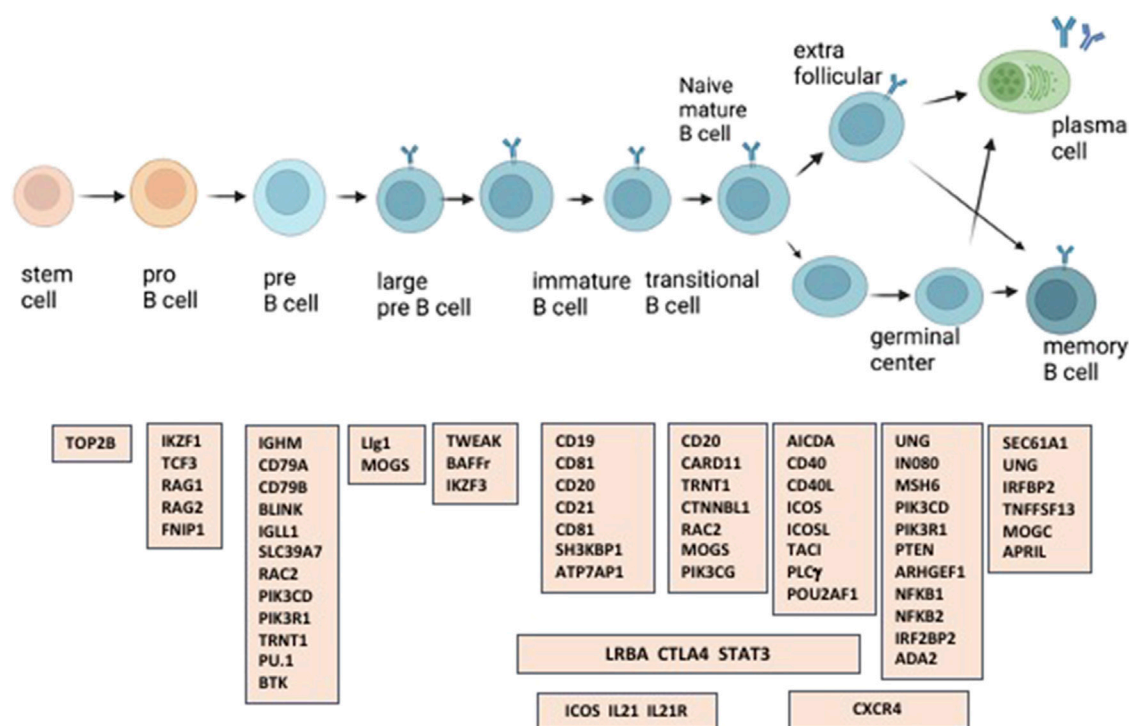 extra
follicular
Naive
mature
B cell
plasma
cell
stem
cell
pro
B cell
pre
B cell
large
pre B cell
immature
B cell
transitional
B cell
germinal
center
memory
B cell
TOP2B
IKZF1
TCF3
RAG1
RAG2
FNIP1
IGHM
CD79A
CD79B
BLINK
IGLL1
SLC39A7
RAC2
PIK3CD
PIK3R1
TRNT1
PU.1
BTK
LIg1
MOGS
TWEAK
BAFFr
IKZF3
CD19
CD81
CD20
CD21
CD81
SH3KBP1
ATP7AP1
CD20
CARD11
TRNT1
CTNNBL1
RAC2
MOGS
PIK3CG
AICDA
CD40
CD40L
ICOS
ICOSL
TACI
PLCγ
POU2AF1
UNG
IN080
MSH6
PIK3CD
PIK3R1
PTEN
ARHGEF1
NFKB1
NFKB2
IRF2BP2
ADA2
SEC61A1
UNG
IRFBP2
TNFFSF13
MOGC
APRIL
LRBA CTLA4 STAT3
ICOS IL21 IL21R
CXCR4